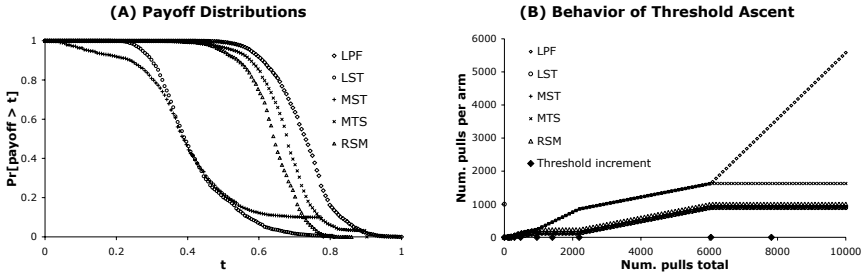 (A) Payoff Distributions
Pr[payoff > t]
1
0.8
0.6
0.4
0.2
0
0
0.2
0.4
0.6
0.8
1
t
LPF
LST
MST
MTS
RSM
(B) Behavior of Threshold Ascent
Num. pulls per arm
6000
5000
4000
3000
2000
1000
0
0
2000
4000
6000
8000
10000
Num. pulls total
LPF
LST
MST
MTS
RSM
Threshold increment